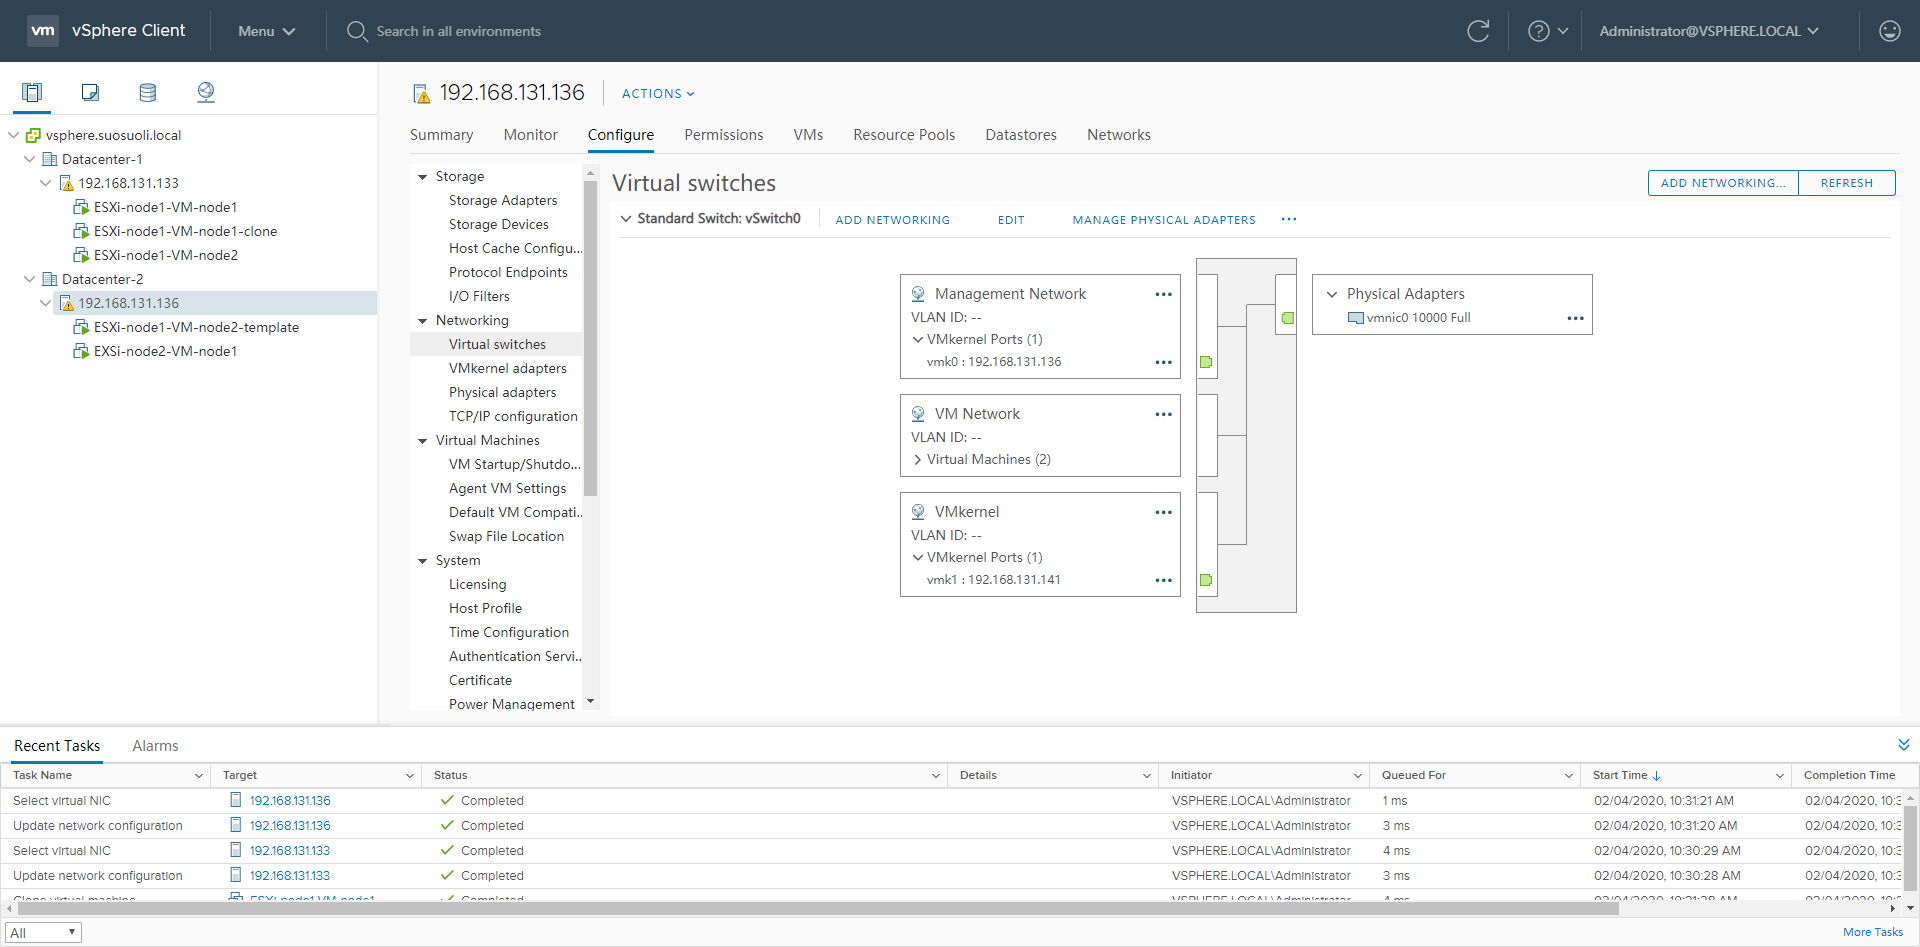 vm vSphere Client Menu Search in all environments Administrator@VSPHERE.LOCAL
vsphere.suosuoli.local
Datacenter-1
192.168.131.133
ESXi-node1-VM-node1
ESXi-node1-VM-node1-clone
ESXi-node1-VM-node2
Datacenter-2
192.168.131.136
ESXi-node1-VM-node2-template
EXSi-node2-VM-node1
192.168.131.136 ACTIONS
Summary Monitor Configure Permissions VMs Resource Pools Datastores Networks
Storage
Storage Adapters
Storage Devices
Host Cache Configu...
Protocol Endpoints
I/O Filters
Networking
Virtual switches
VMkernel adapters
Physical adapters
TCP/IP configuration
Virtual Machines
VM Startup/Shutdo...
Agent VM Settings
Default VM Compati...
Swap File Location
System
Licensing
Host Profile
Time Configuration
Authentication Servi...
Certificate
Power Management
Virtual switches ADD NETWORKING... REFRESH
Standard Switch: vSwitch0 ADD NETWORKING EDIT MANAGE PHYSICAL ADAPTERS ...
Management Network ...
VLAN ID: --
VMkernel Ports (1)
vmk0 : 192.168.131.136 ...
VM Network ...
VLAN ID: --
Virtual Machines (2)
VMkernel ...
VLAN ID: --
VMkernel Ports (1)
vmk1 : 192.168.131.141 ...
Physical Adapters
vmnic0 10000 Full ...
Recent Tasks Alarms
Task Name Target Status Details Initiator Queued For Start Time Completion Time
Select virtual NIC 192.168.131.136 Completed VSPHERE.LOCAL\Administrator 1 ms 02/04/2020, 10:31:21 AM 02/04/2020, 10:3
Update network configuration 192.168.131.136 Completed VSPHERE.LOCAL\Administrator 3 ms 02/04/2020, 10:31:20 AM 02/04/2020, 10:3
Select virtual NIC 192.168.131.133 Completed VSPHERE.LOCAL\Administrator 4 ms 02/04/2020, 10:30:29 AM 02/04/2020, 10:3
Update network configuration 192.168.131.133 Completed VSPHERE.LOCAL\Administrator 3 ms 02/04/2020, 10:30:28 AM 02/04/2020, 10:3
Clone virtual machine ESXi-node1-VM-node1 Completed VSPHERE.LOCAL\Administrator 4 ms
All More Tasks